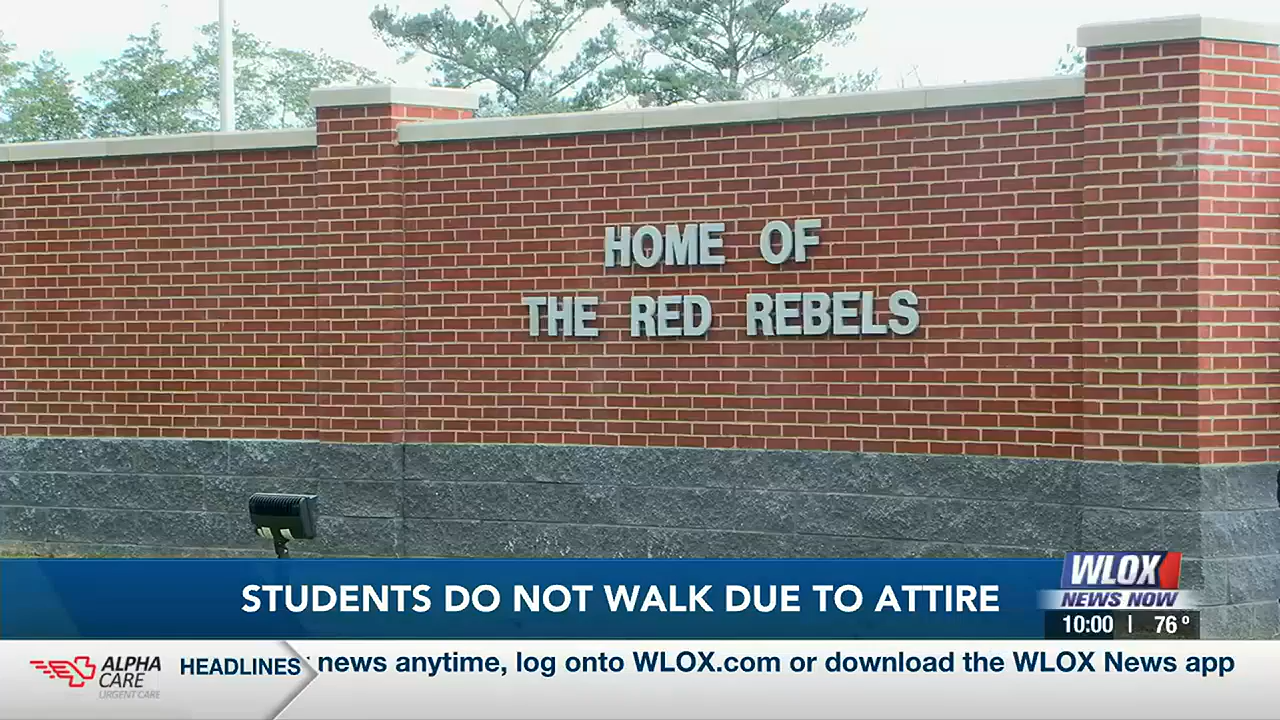 HOME OF
THE RED REBELS
STUDENTS DO NOT WALK DUE TO ATTIRE
WLOX
NEWS NOW
10:00 | 76°
ALPHA
CARE
URGENT CARE
HEADLINES
news anytime, log onto WLOX.com or download the WLOX News app